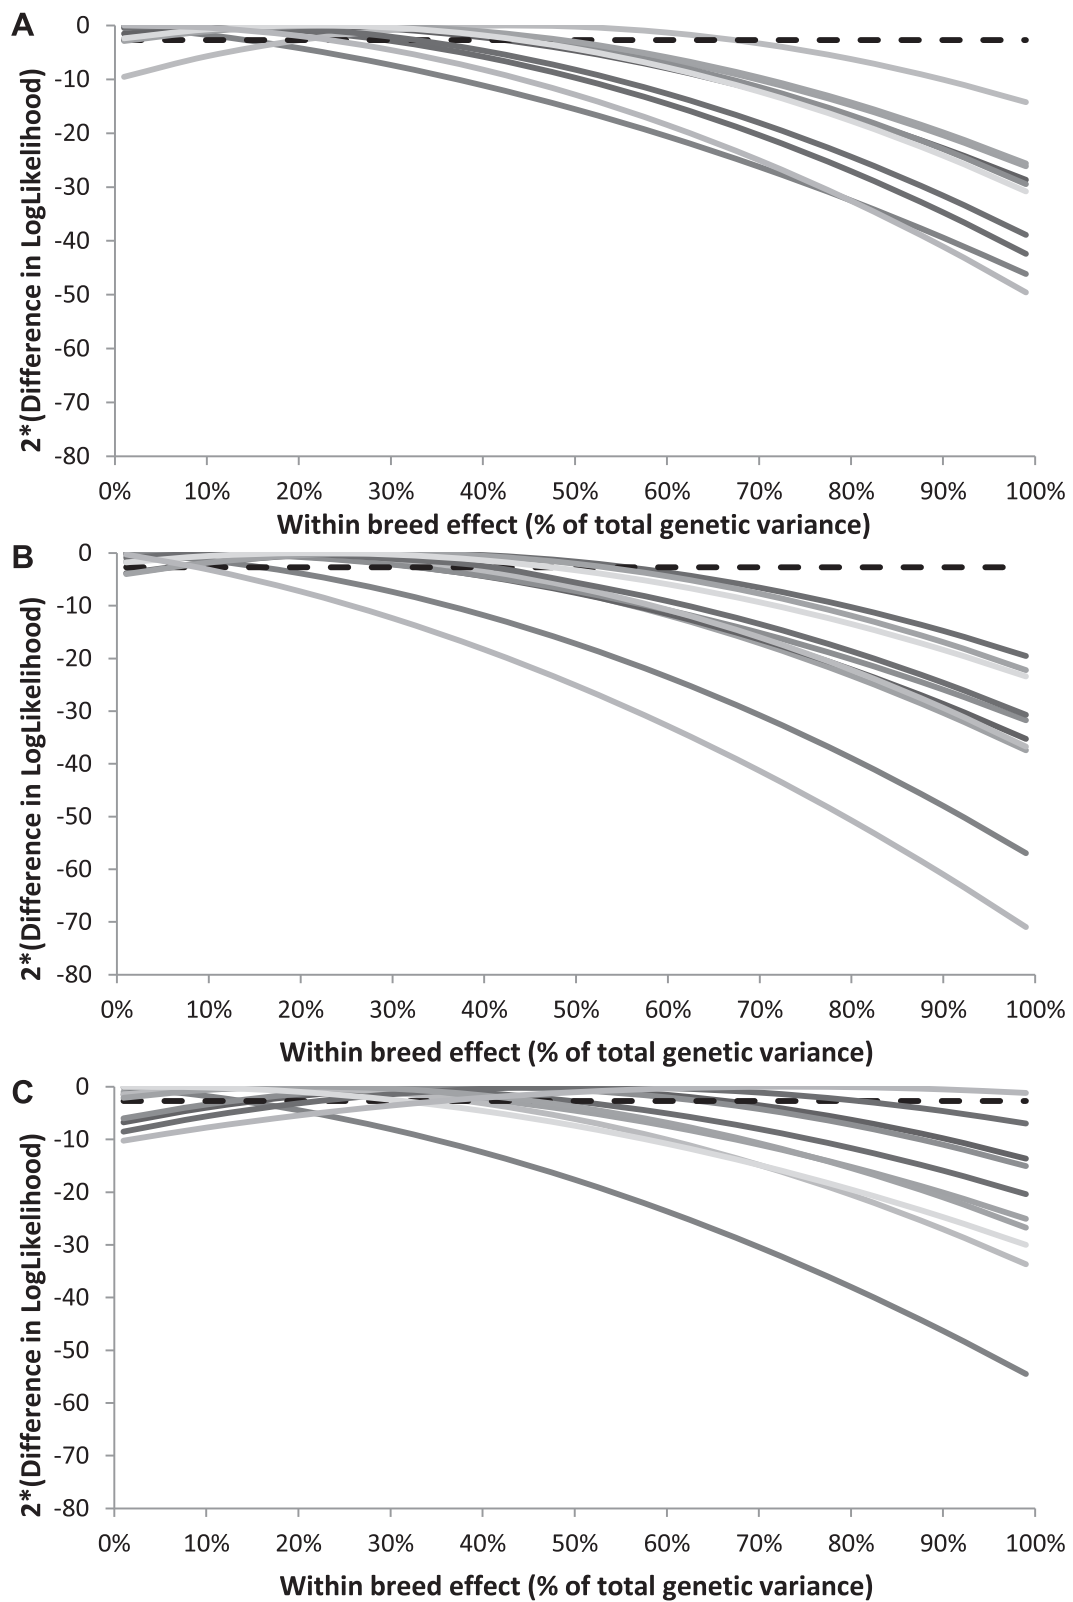 A
2*(Difference in LogLikelihood)
0
-10
-20
-30
-40
-50
-60
-70
-80
0% 10% 20% 30% 40% 50% 60% 70% 80% 90% 100%
Within breed effect (% of total genetic variance)
B
2*(Difference in LogLikelihood)
0
-10
-20
-30
-40
-50
-60
-70
-80
0% 10% 20% 30% 40% 50% 60% 70% 80% 90% 100%
Within breed effect (% of total genetic variance)
C
2*(Difference in LogLikelihood)
0
-10
-20
-30
-40
-50
-60
-70
-80
0% 10% 20% 30% 40% 50% 60% 70% 80% 90% 100%
Within breed effect (% of total genetic variance)